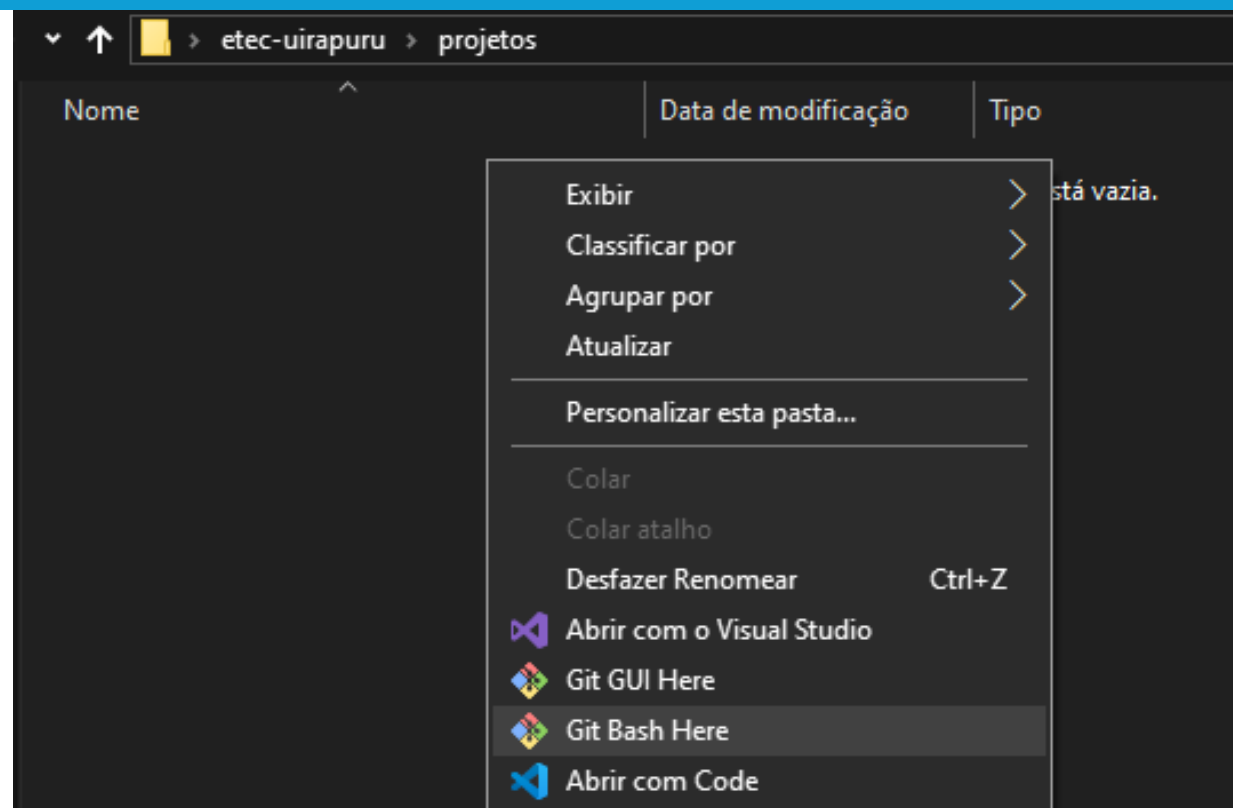 etec-uirapuru > projetos
Nome Data de modificação Tipo
stá vazia.
Exibir
Classificar por
Agrupar por
Atualizar
Personalizar esta pasta...
Colar
Colar atalho
Desfazer Renomear Ctrl+Z
Abrir com o Visual Studio
Git GUI Here
Git Bash Here
Abrir com Code